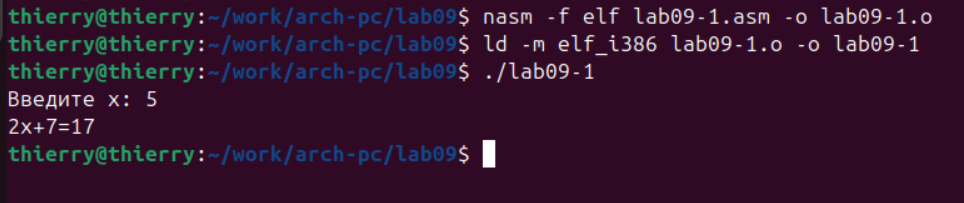 thierry@thierry:~/work/arch-pc/lab09$ nasm -f elf lab09-1.asm -o lab09-1.o
thierry@thierry:~/work/arch-pc/lab09$ ld -m elf_i386 lab09-1.o -o lab09-1
thierry@thierry:~/work/arch-pc/lab09$ ./lab09-1
Введите x: 5
2x+7=17
thierry@thierry:~/work/arch-pc/lab09$